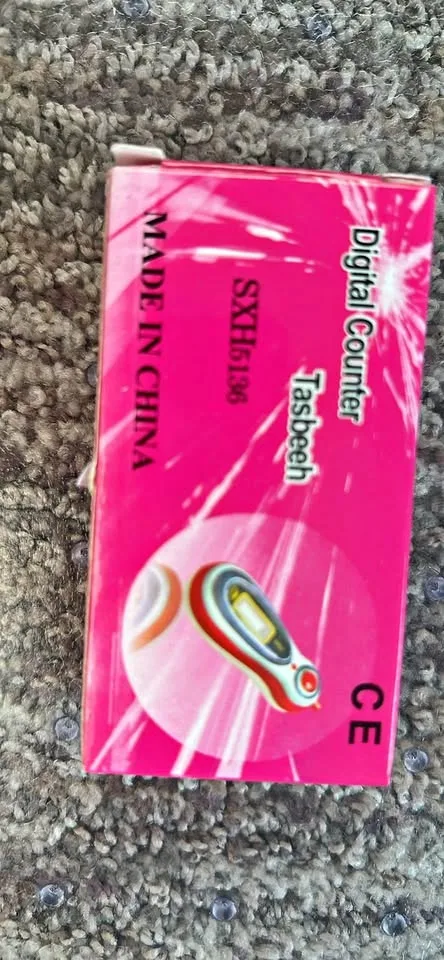 Digital Counter
Tasbeeh
CE
SXH5136
MADE IN CHINA